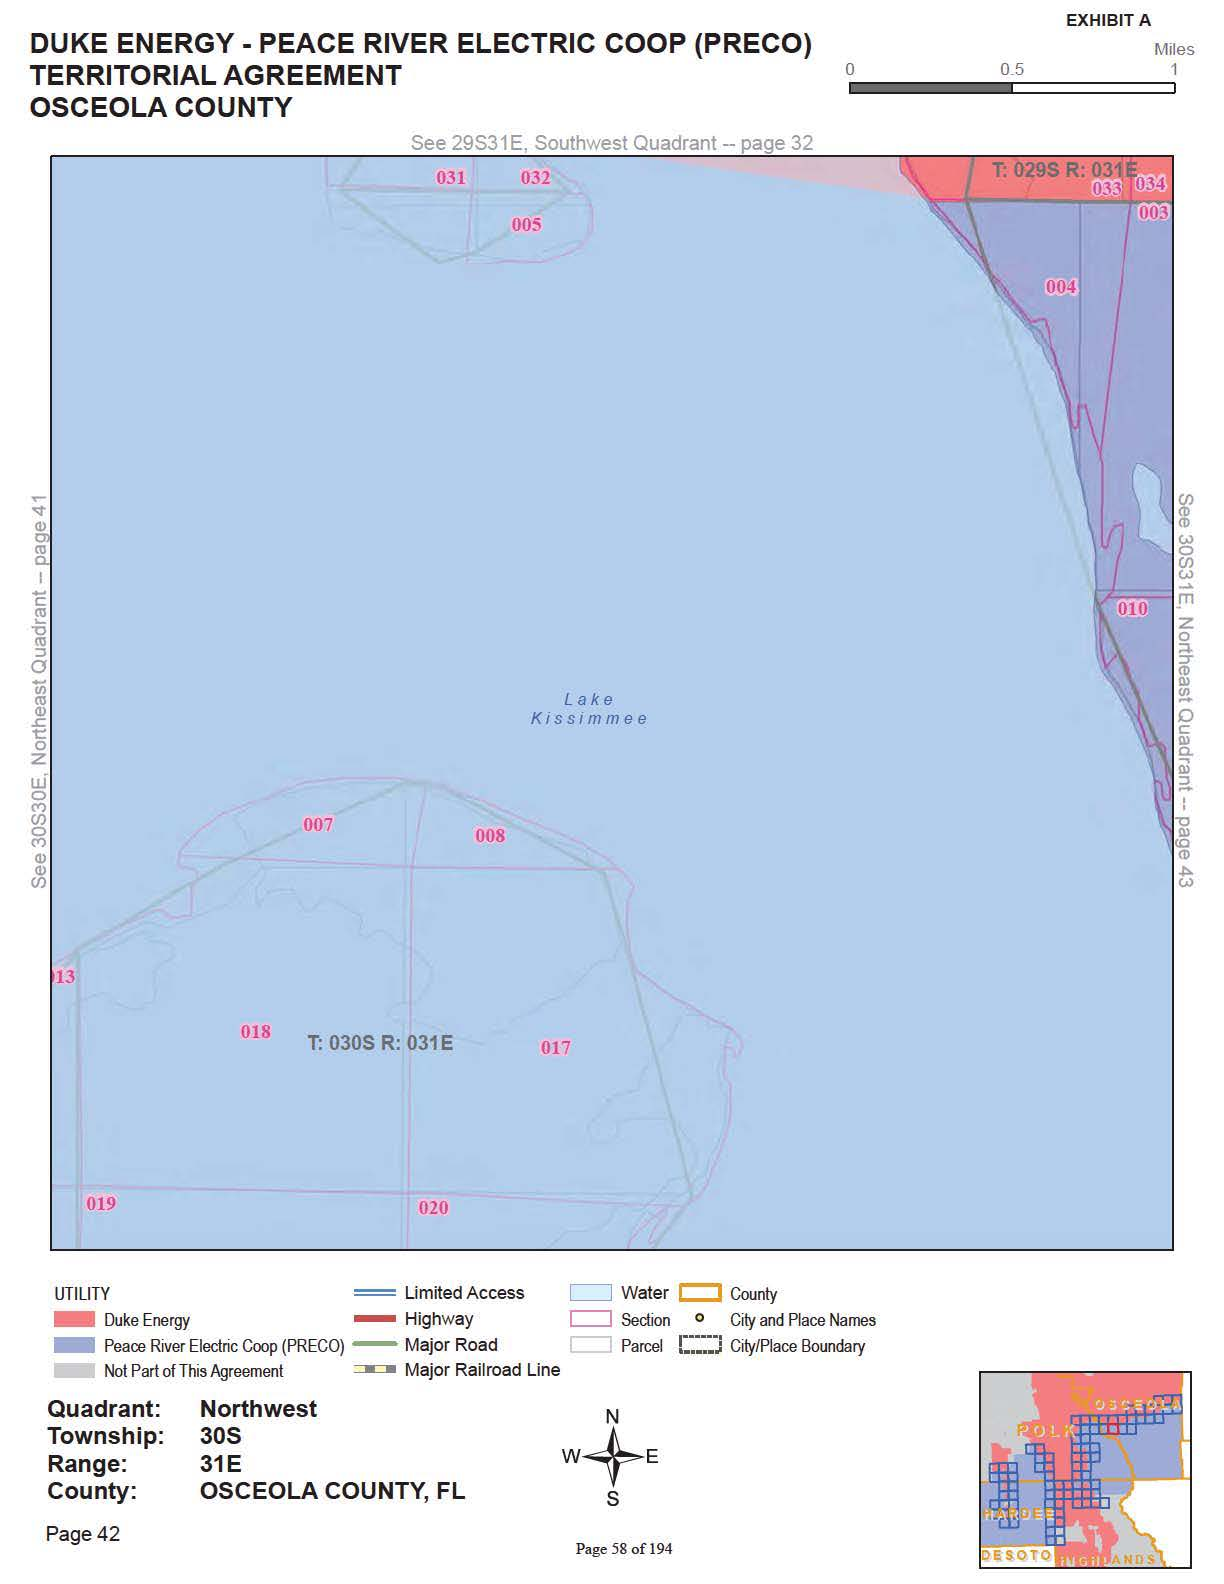 EXHIBIT A
DUKE ENERGY - PEACE RIVER ELECTRIC COOP (PRECO)
TERRITORIAL AGREEMENT
OSCEOLA COUNTY
Miles
0 0.5 1
See 29S31E, Southwest Quadrant -- page 32
T: 029S R: 031E
031 032
033 034
005
003
004
See 30S30E, Northeast Quadrant -- page 41
See 30S31E, Northeast Quadrant -- page 43
010
Lake
Kissimmee
007
008
13
018
T: 030S R: 031E
017
019
020
UTILITY
Duke Energy
Peace River Electric Coop (PRECO)
Not Part of This Agreement
Limited Access
Highway
Major Road
Major Railroad Line
Water
Section
Parcel
County
City and Place Names
City/Place Boundary
Quadrant: Northwest
Township: 30S
Range: 31E
County: OSCEOLA COUNTY, FL
Page 42
N
W E
S
Page 58 of 194
OSCEOLA
POLK
HARDEE
DESOTO
HIGHLANDS